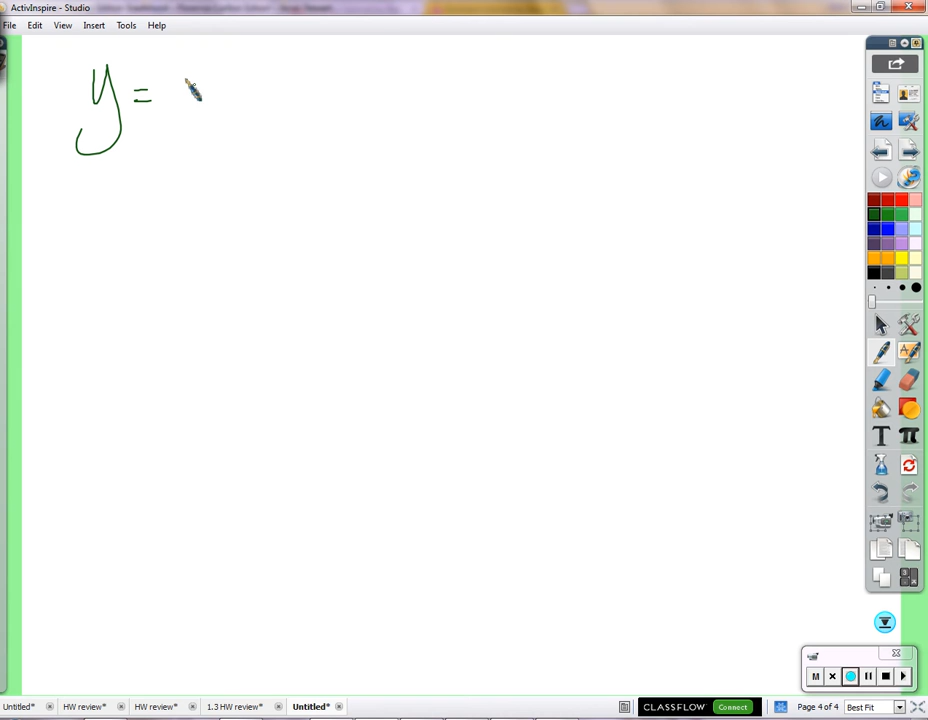 ActivInspire - Studio
File Edit View Insert Tools Help
y =
Untitled* HW review* HW review* 1.3 HW review* Untitled* CLASSFLOW Connect Page 4 of 4 Best Fit